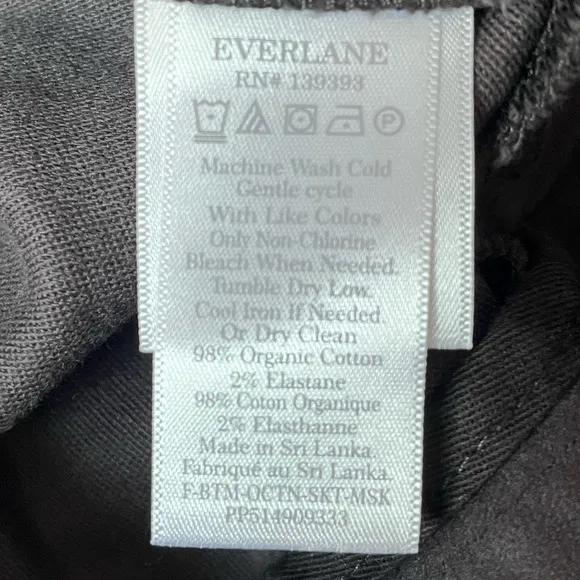 EVERLANE
RN# 139393
P
Machine Wash Cold
Gentle cycle
With Like Colors
Only Non-Chlorine
Bleach When Needed.
Tumble Dry Low.
Cool Iron if Needed.
Or Dry Clean
98% Organic Cotton
2% Elastane
98% Coton Organique
2% Elasthanne
Made in Sri Lanka.
Fabriqué au Sri Lanka.
F-BTM-OCTN-SKT-MSK
PP514909333